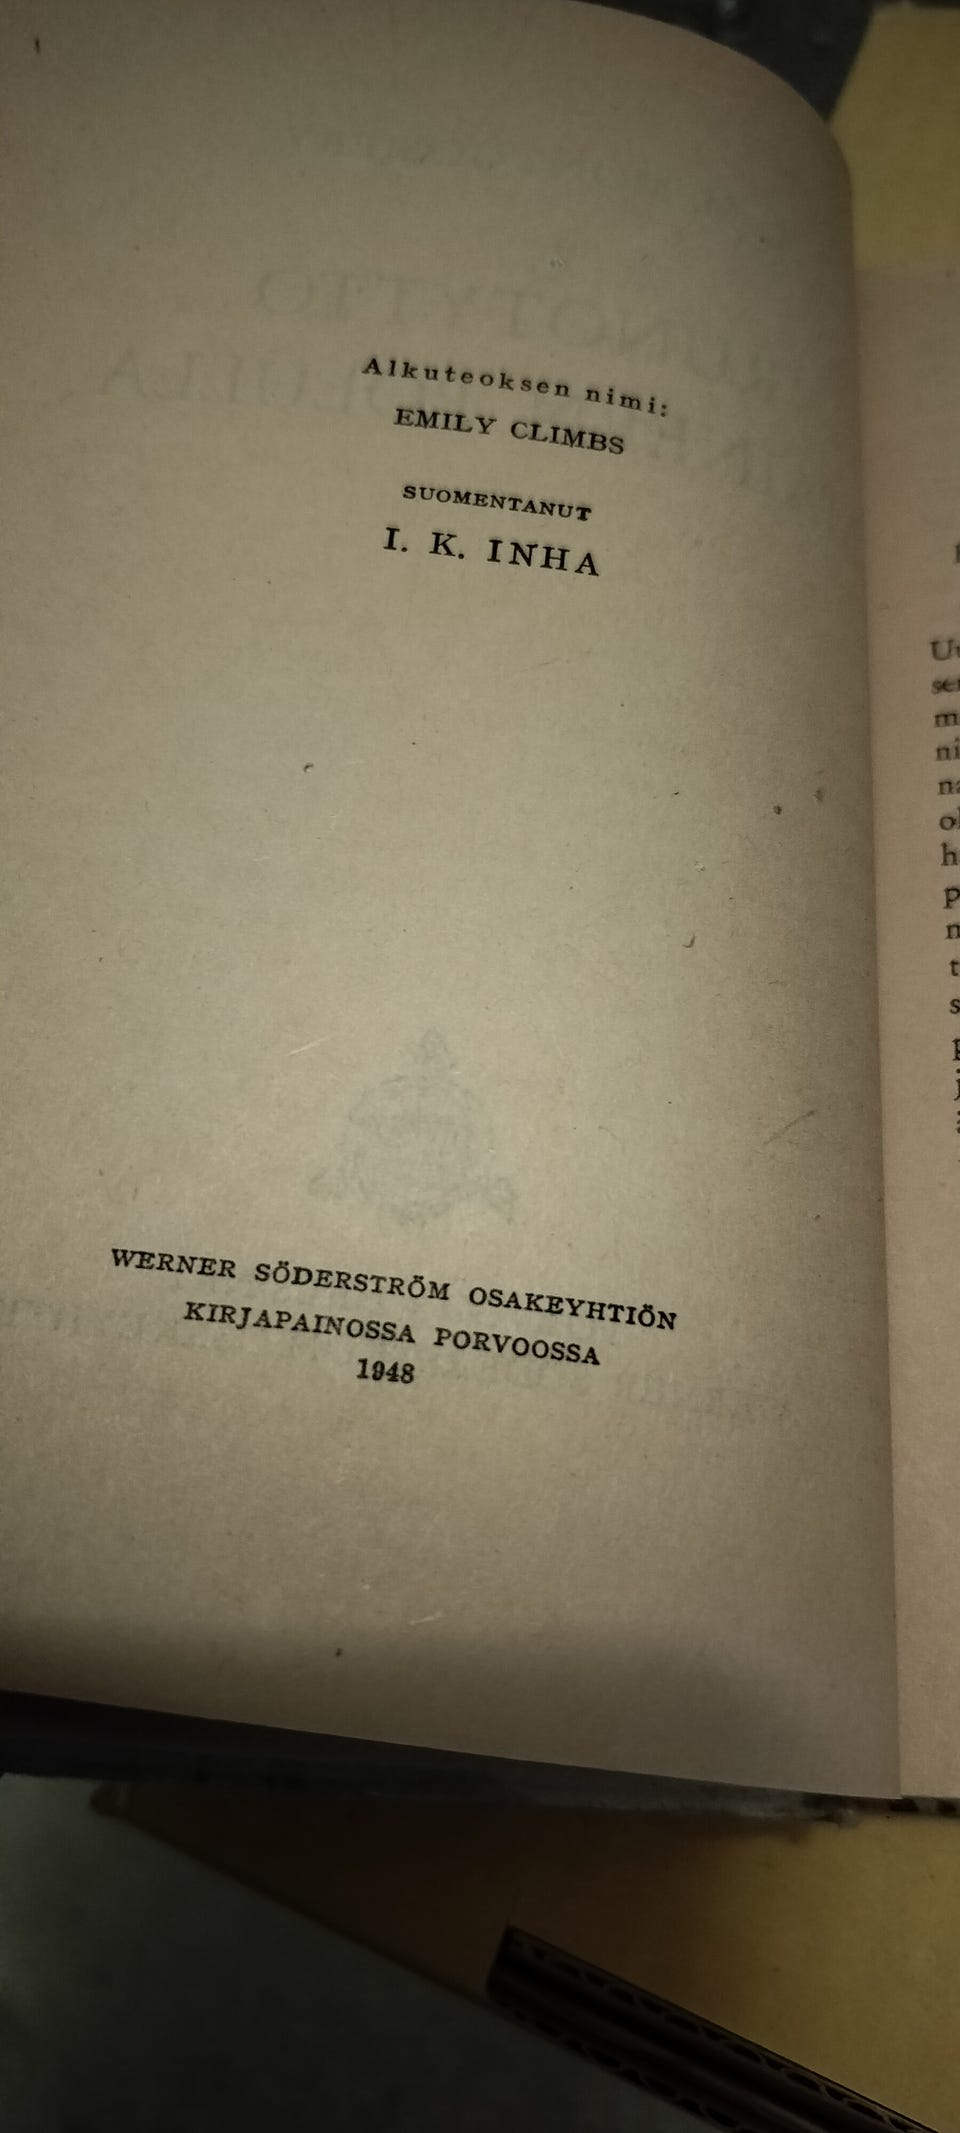 Alkuteoksen nimi:
EMILY CLIMBS
SUOMENTANUT
I. K. INHA
WERNER SÖDERSTRÖM OSAKEYHTIÖN
KIRJAPAINOSSA PORVOOSSA
1948